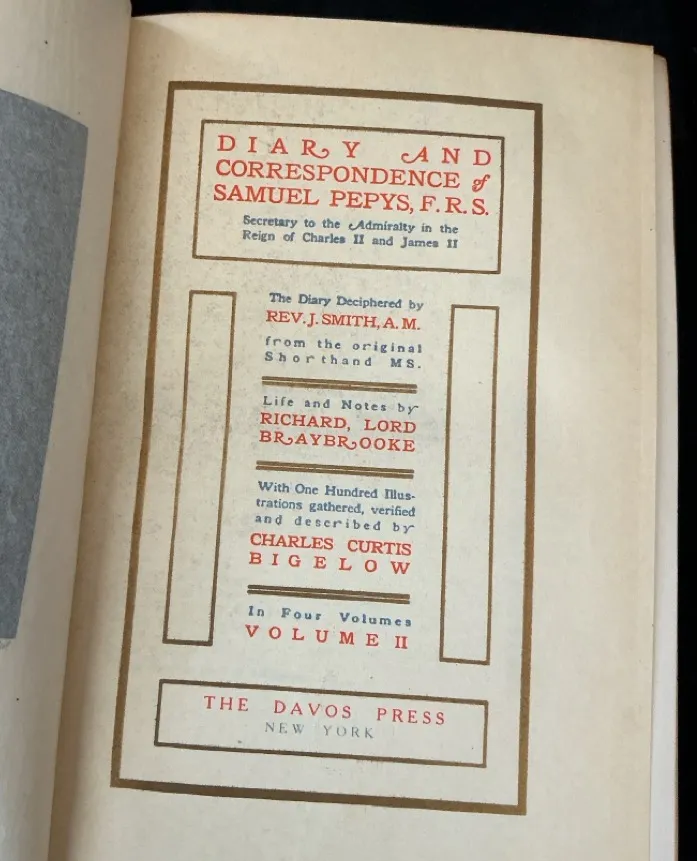 DIARY AND
CORRESPONDENCE of
SAMUEL PEPYS, F.R.S.
Secretary to the Admiralty in the
Reign of Charles II and James II
The Diary Deciphered by
REV. J. SMITH, A.M.
from the original
Shorthand MS.
Life and Notes by
RICHARD, LORD
BRAYBROOKE
With One Hundred Illus-
trations gathered, verified
and described by
CHARLES CURTIS
BIGELOW
In Four Volumes
VOLUME II
THE DAVOS PRESS
NEW YORK